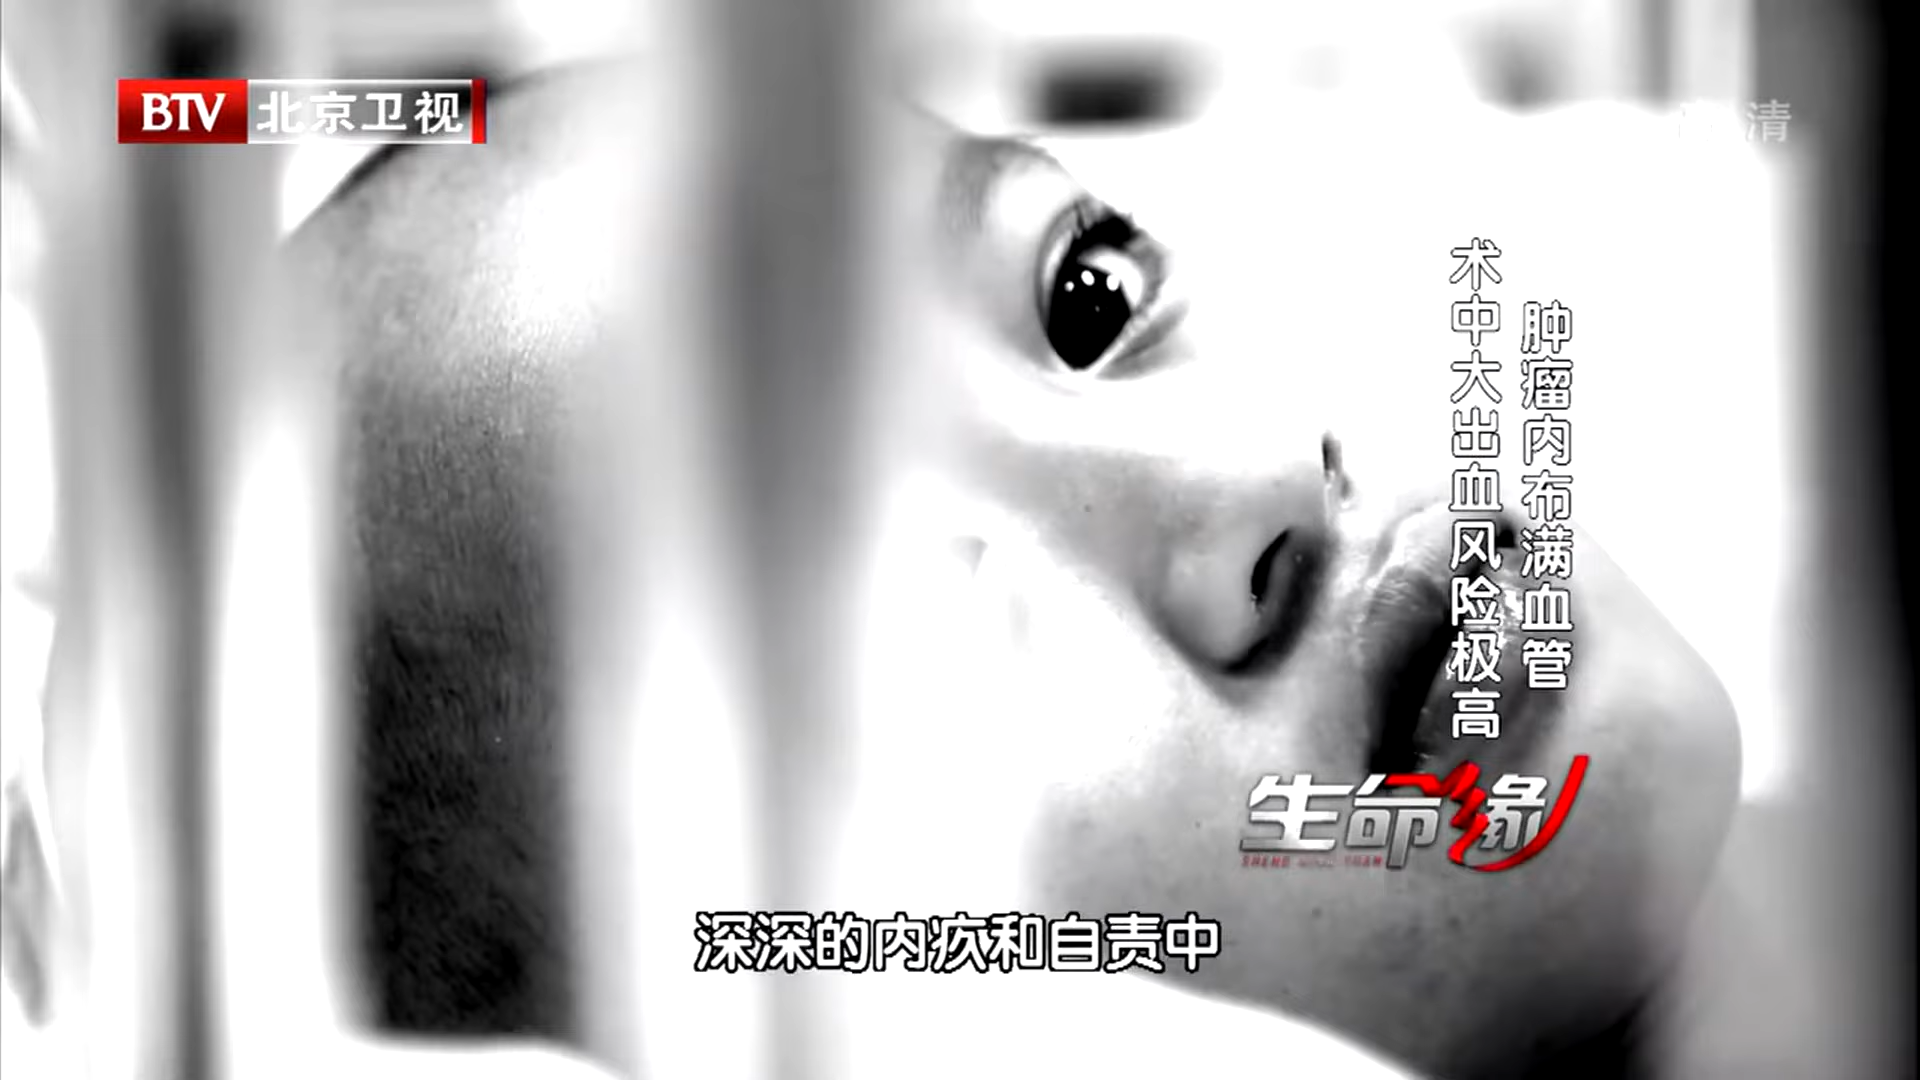 BTV 北京卫视
清
肿瘤内布满血管
术中大出血风险极高
生命缘
深深的内疚和自责中